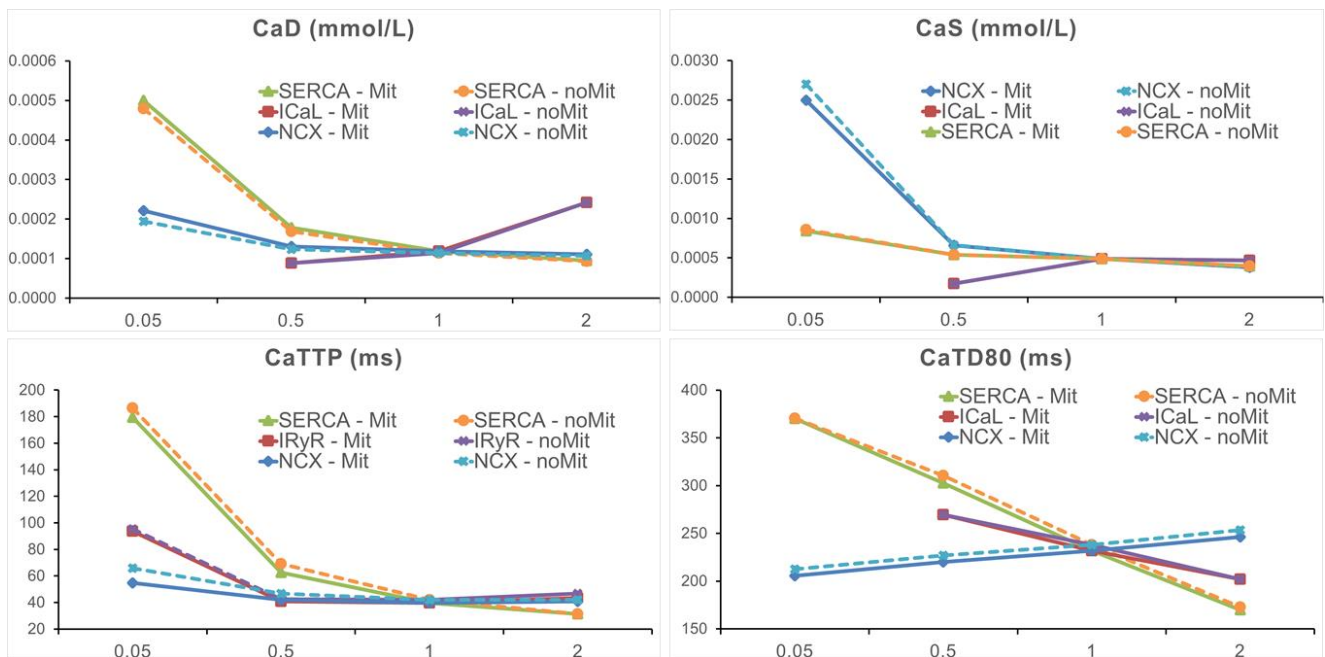 CaD (mmol/L)
0.0006
0.0005
0.0004
0.0003
0.0002
0.0001
0.0000
SERCA - Mit SERCA - noMit
ICaL - Mit ICaL - noMit
NCX - Mit NCX - noMit
0.05 0.5 1 2
CaS (mmol/L)
0.0030
0.0025
0.0020
0.0015
0.0010
0.0005
0.0000
NCX - Mit NCX - noMit
ICaL - Mit ICaL - noMit
SERCA - Mit SERCA - noMit
0.05 0.5 1 2
CaTTP (ms)
200
180
160
140
120
100
80
60
40
20
SERCA - Mit SERCA - noMit
IRyR - Mit IRyR - noMit
NCX - Mit NCX - noMit
0.05 0.5 1 2
CaTD80 (ms)
400
350
300
250
200
150
SERCA - Mit SERCA - noMit
ICaL - Mit ICaL - noMit
NCX - Mit NCX - noMit
0.05 0.5 1 2